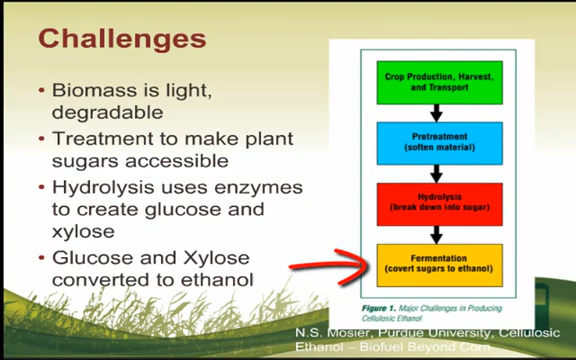 Challenges
• Biomass is light,
degradable
• Treatment to make plant
sugars accessible
• Hydrolysis uses enzymes
to create glucose and
xylose
• Glucose and Xylose
converted to ethanol
Crop Production, Harvest,
and Transport
Pretreatment
(soften material)
Hydrolysis
(break down into sugar)
Fermentation
(covert sugars to ethanol)
Figure 1. Major Challenges in Producing
Cellulosic Ethanol
N.S. Mosier, Purdue University, Cellulosic
Ethanol – Biofuel Beyond Corn